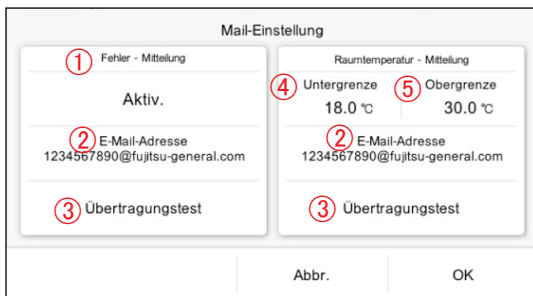 Mail-Einstellung
① Fehler - Mitteilung
Aktiv.
② E-Mail-Adresse
1234567890@fujitsu-general.com
③ Übertragungstest
Raumtemperatur - Mitteilung
④ Untergrenze ⑤ Obergrenze
18.0 °C 30.0 °C
② E-Mail-Adresse
1234567890@fujitsu-general.com
③ Übertragungstest
Abbr. OK